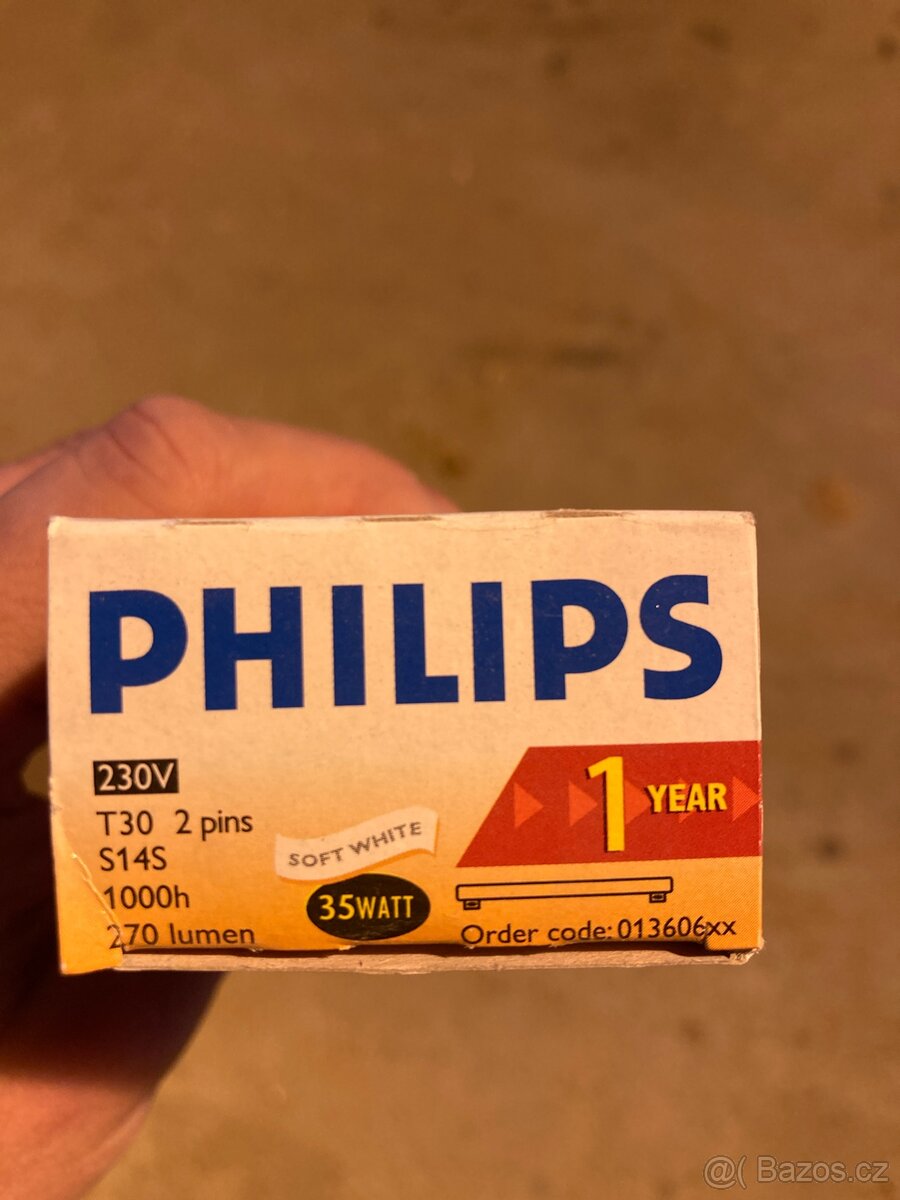 PHILIPS
230V
T30 2 pins
S14S
1000h
270 lumen
SOFT WHITE
35WATT
1 YEAR
Order code: 013606xx
@( Bazos.cz